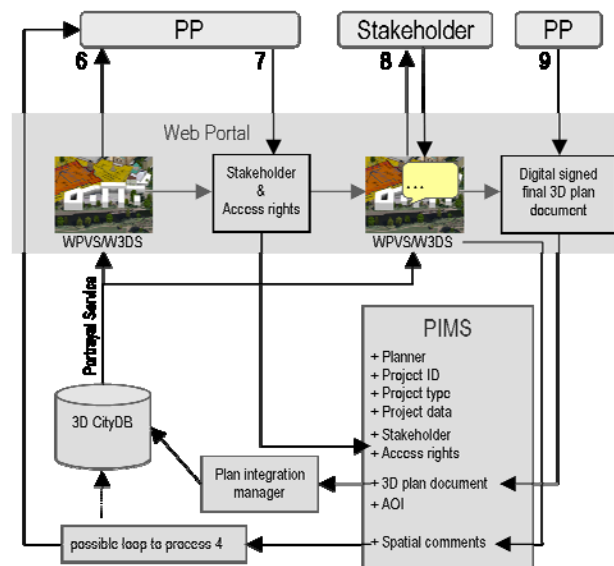 PP
Stakeholder
PP
6
7
8
9
Web Portal
Stakeholder
&
Access rights
...
Digital signed
final 3D plan
document
WPVS/W3DS
WPVS/W3DS
Portrayal Service
PIMS
+ Planner
+ Project ID
+ Project type
+ Project data
+ Stakeholder
+ Access rights
+ 3D plan document
+ AOI
+ Spatial comments
3D CityDB
Plan integration
manager
possible loop to process 4